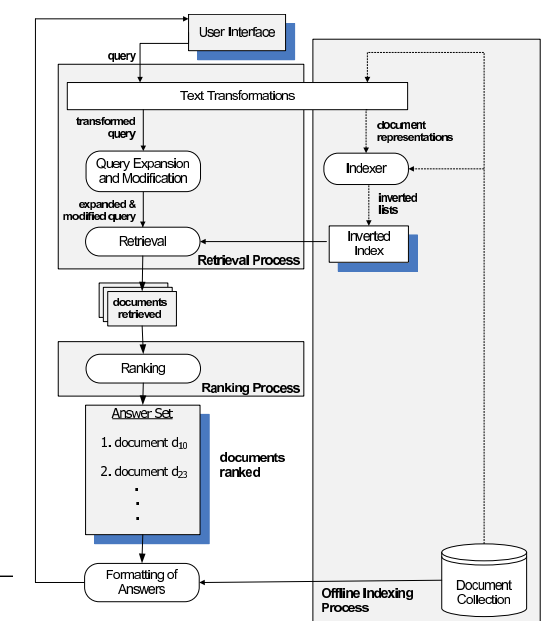 User Interface
query
Text Transformations
transformed
query
document
representations
Query Expansion
and Modification
Indexer
expanded &
modified query
inverted
lists
Retrieval
Inverted
Index
Retrieval Process
documents
retrieved
Ranking
Ranking Process
Answer Set
1. document d10
2. document d23
.
.
.
documents
ranked
Formatting of
Answers
Offline Indexing
Process
Document
Collection